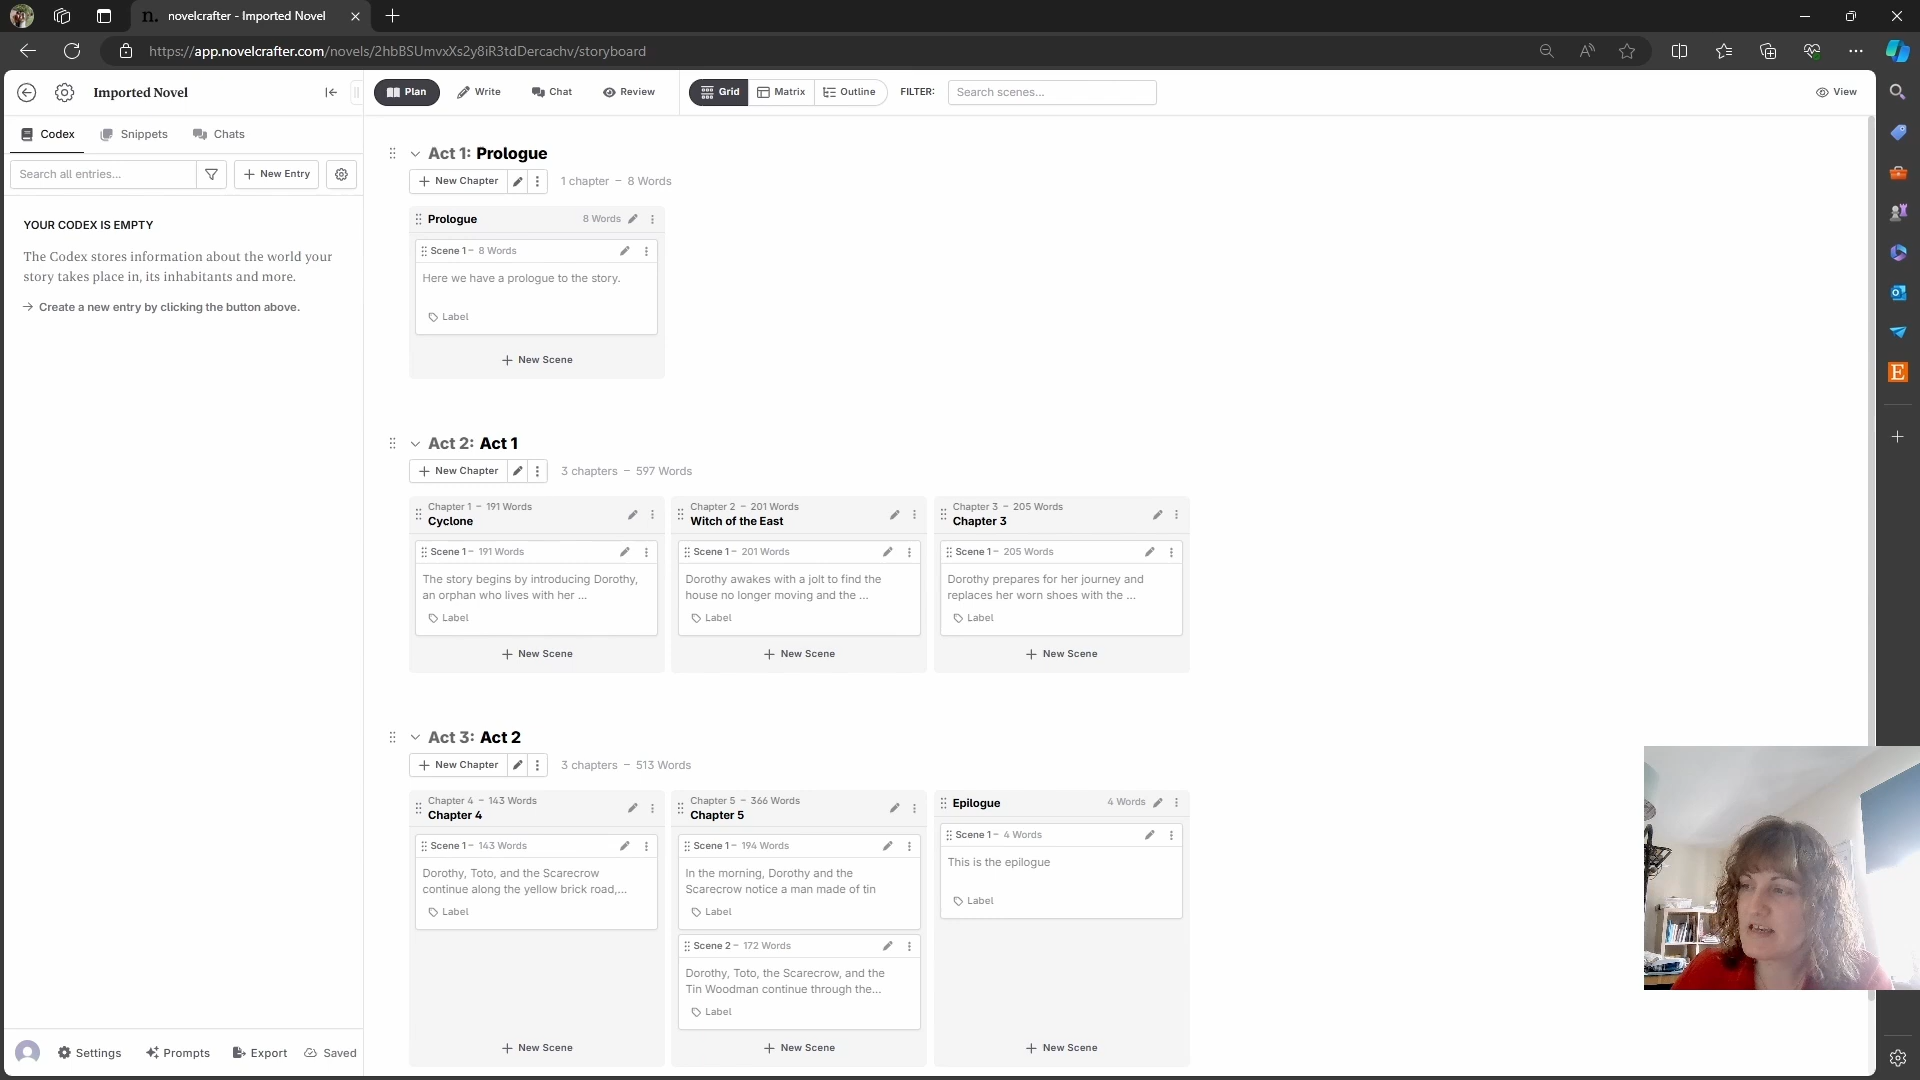 novelcrafter - Imported Novel
https://app.novelcrafter.com/novels/2hbBSUmvxXs2y8iR3tdDercachv/storyboard
Imported Novel
Plan Write Chat Review Grid Matrix Outline FILTER: Search scenes... View
Codex Snippets Chats
Search all entries... New Entry
YOUR CODEX IS EMPTY
The Codex stores information about the world your
story takes place in, its inhabitants and more.
→ Create a new entry by clicking the button above.
Act 1: Prologue
New Chapter 1 chapter – 8 Words
Prologue 8 Words
Scene 1 – 8 Words
Here we have a prologue to the story.
Label
New Scene
Act 2: Act 1
New Chapter 3 chapters – 597 Words
Chapter 1 – 191 Words
Cyclone
Scene 1 – 191 Words
The story begins by introducing Dorothy,
an orphan who lives with her ...
Label
New Scene
Chapter 2 – 201 Words
Witch of the East
Scene 1 – 201 Words
Dorothy awakes with a jolt to find the
house no longer moving and the ...
Label
New Scene
Chapter 3 – 205 Words
Chapter 3
Scene 1 – 205 Words
Dorothy prepares for her journey and
replaces her worn shoes with the ...
Label
New Scene
Act 3: Act 2
New Chapter 3 chapters – 513 Words
Chapter 4 – 143 Words
Chapter 4
Scene 1 – 143 Words
Dorothy, Toto, and the Scarecrow
continue along the yellow brick road,...
Label
New Scene
Chapter 5 – 366 Words
Chapter 5
Scene 1 – 194 Words
In the morning, Dorothy and the
Scarecrow notice a man made of tin
Label
Scene 2 – 172 Words
Dorothy, Toto, the Scarecrow, and the
Tin Woodman continue through the...
Label
New Scene
Epilogue 4 Words
Scene 1 – 4 Words
This is the epilogue
Label
New Scene
Settings Prompts Export Saved